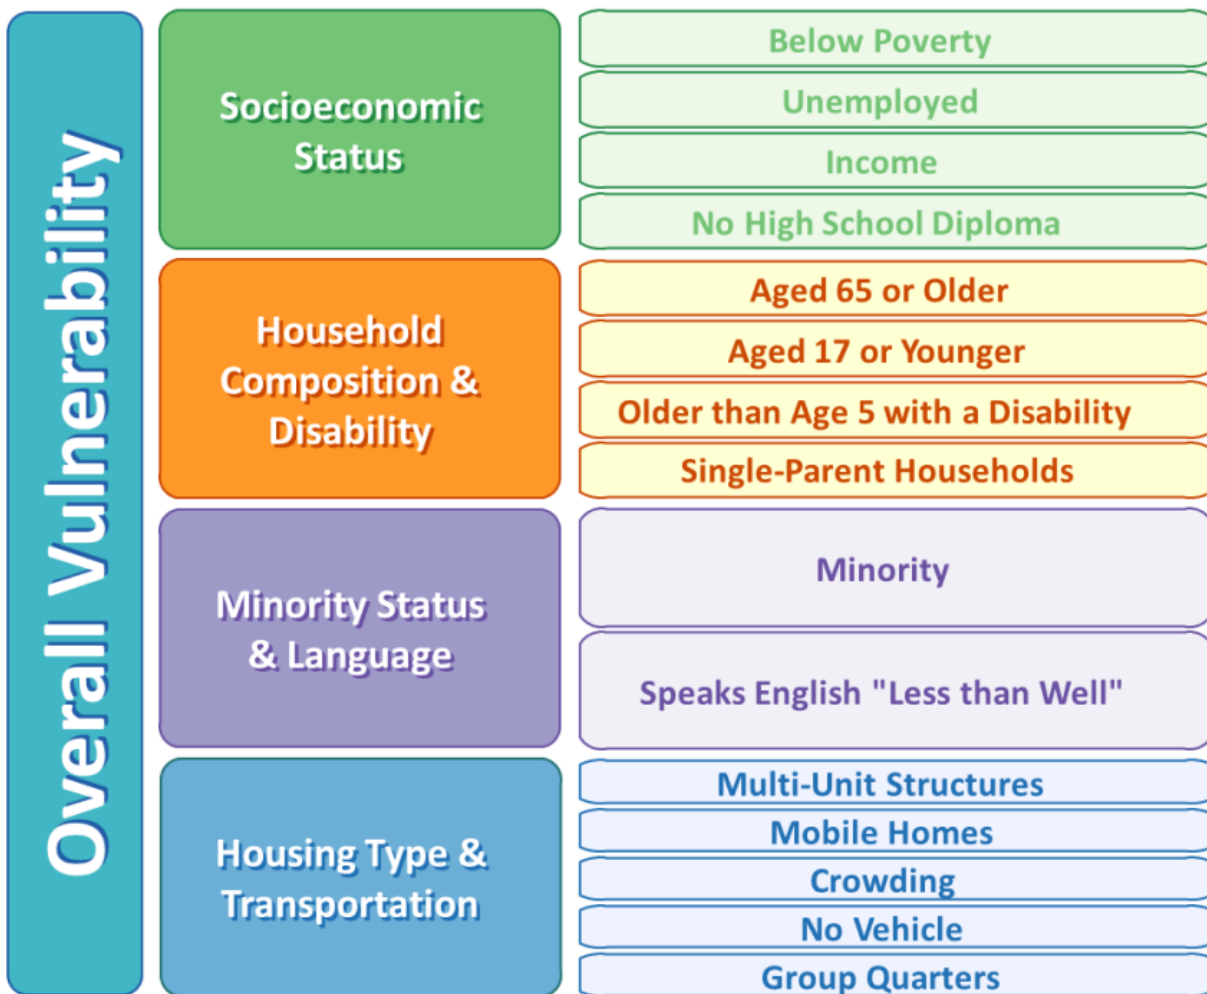 Overall Vulnerability
Socioeconomic
Status
Below Poverty
Unemployed
Income
No High School Diploma
Household
Composition &
Disability
Aged 65 or Older
Aged 17 or Younger
Older than Age 5 with a Disability
Single-Parent Households
Minority Status
& Language
Minority
Speaks English "Less than Well"
Housing Type &
Transportation
Multi-Unit Structures
Mobile Homes
Crowding
No Vehicle
Group Quarters